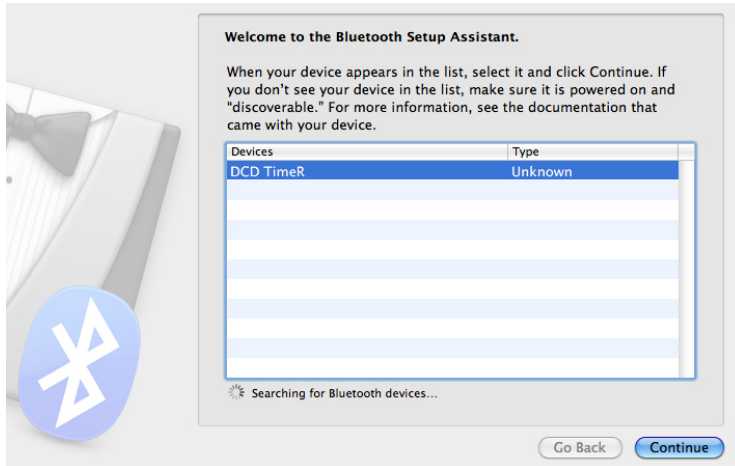 Welcome to the Bluetooth Setup Assistant.
When your device appears in the list, select it and click Continue. If
you don't see your device in the list, make sure it is powered on and
"discoverable." For more information, see the documentation that
came with your device.
Devices Type
DCD TimeR Unknown
Searching for Bluetooth devices...
Go Back Continue